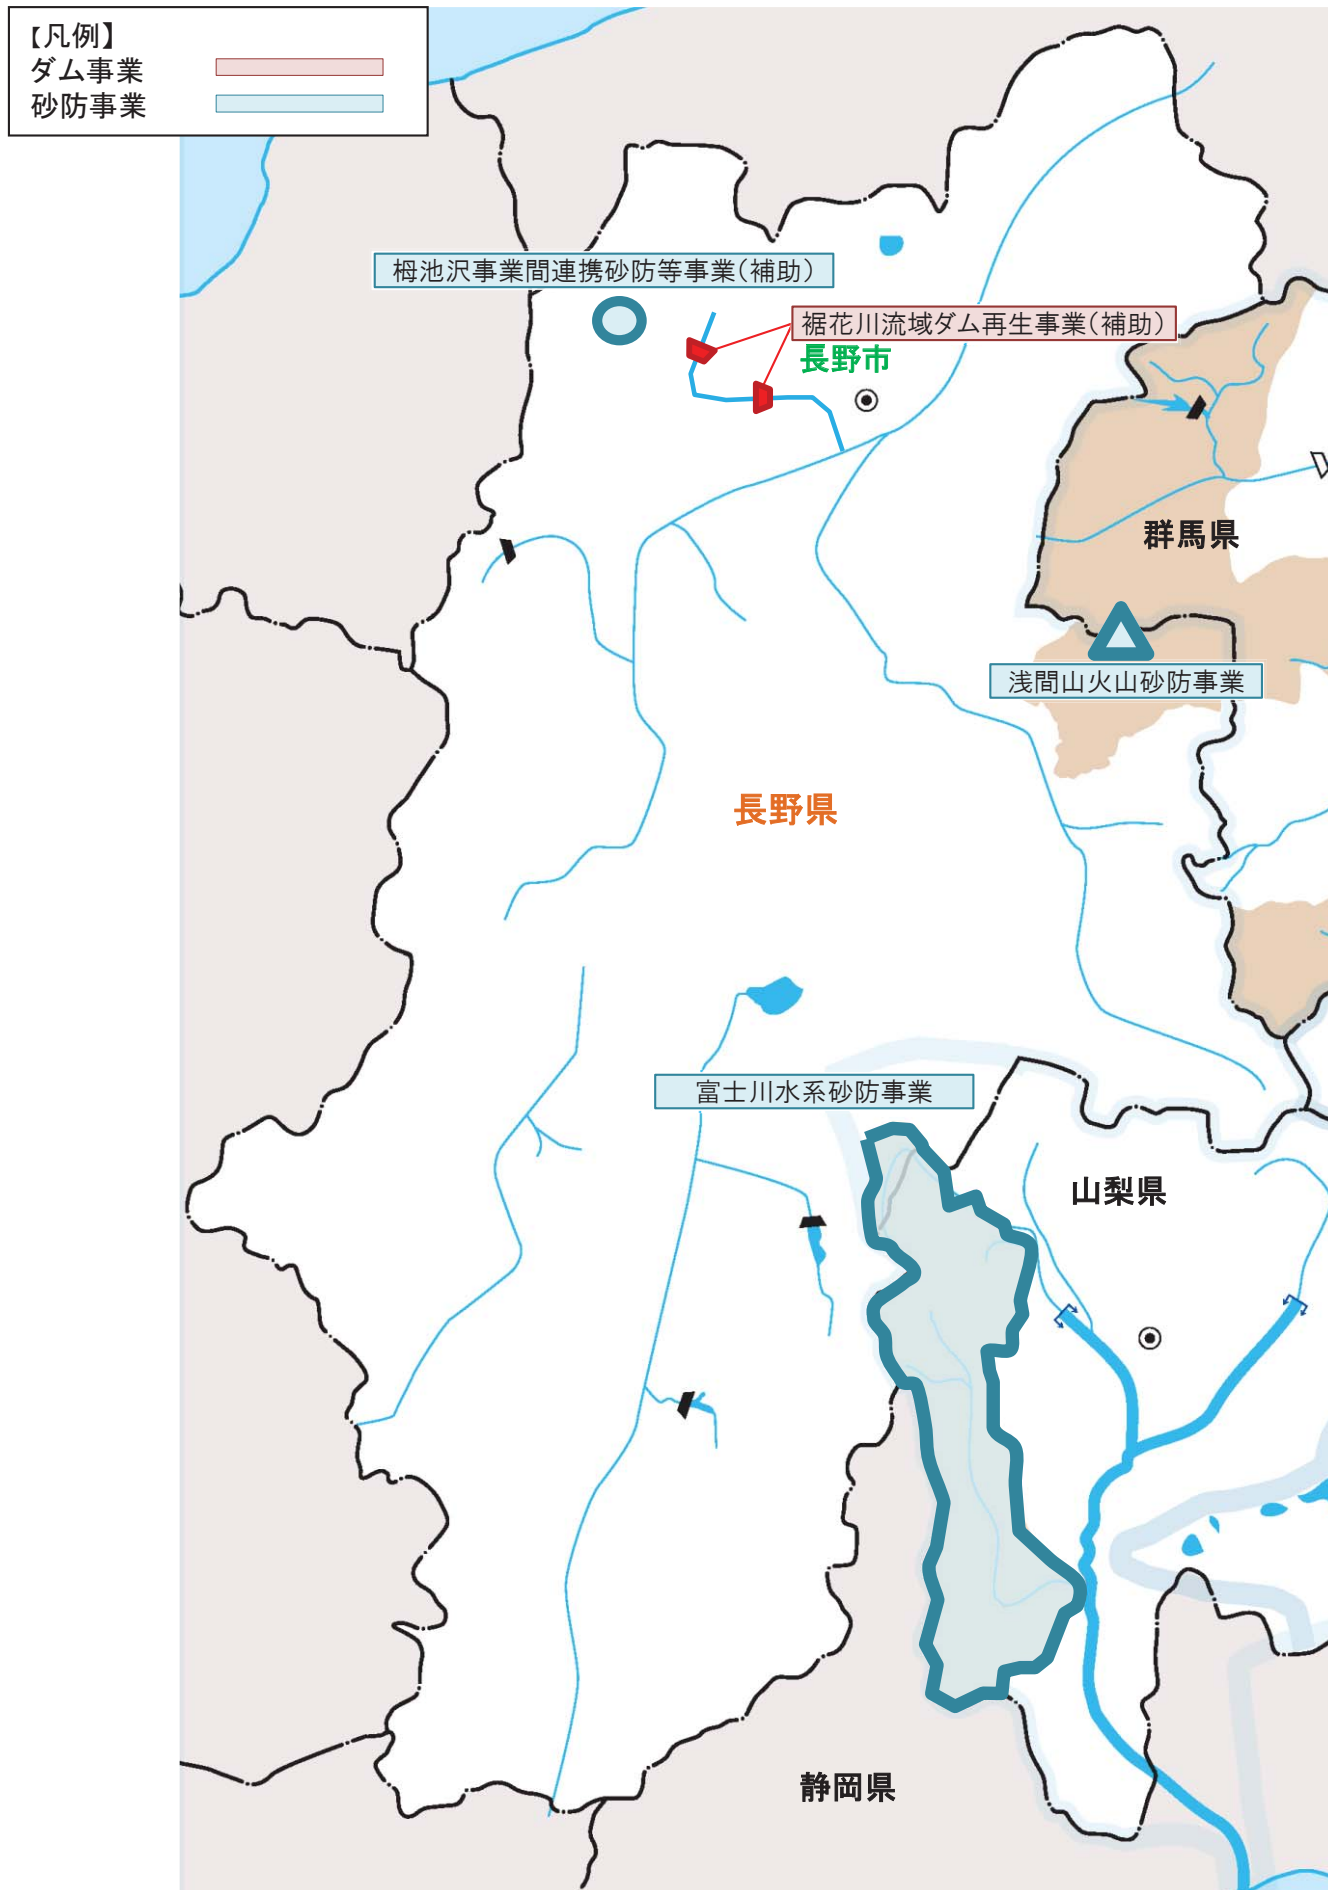 【凡例】
ダム事業
砂防事業
栂池沢事業間連携砂防等事業（補助）
裾花川流域ダム再生事業（補助）
長野市
群馬県
浅間山火山砂防事業
長野県
富士川水系砂防事業
山梨県
静岡県